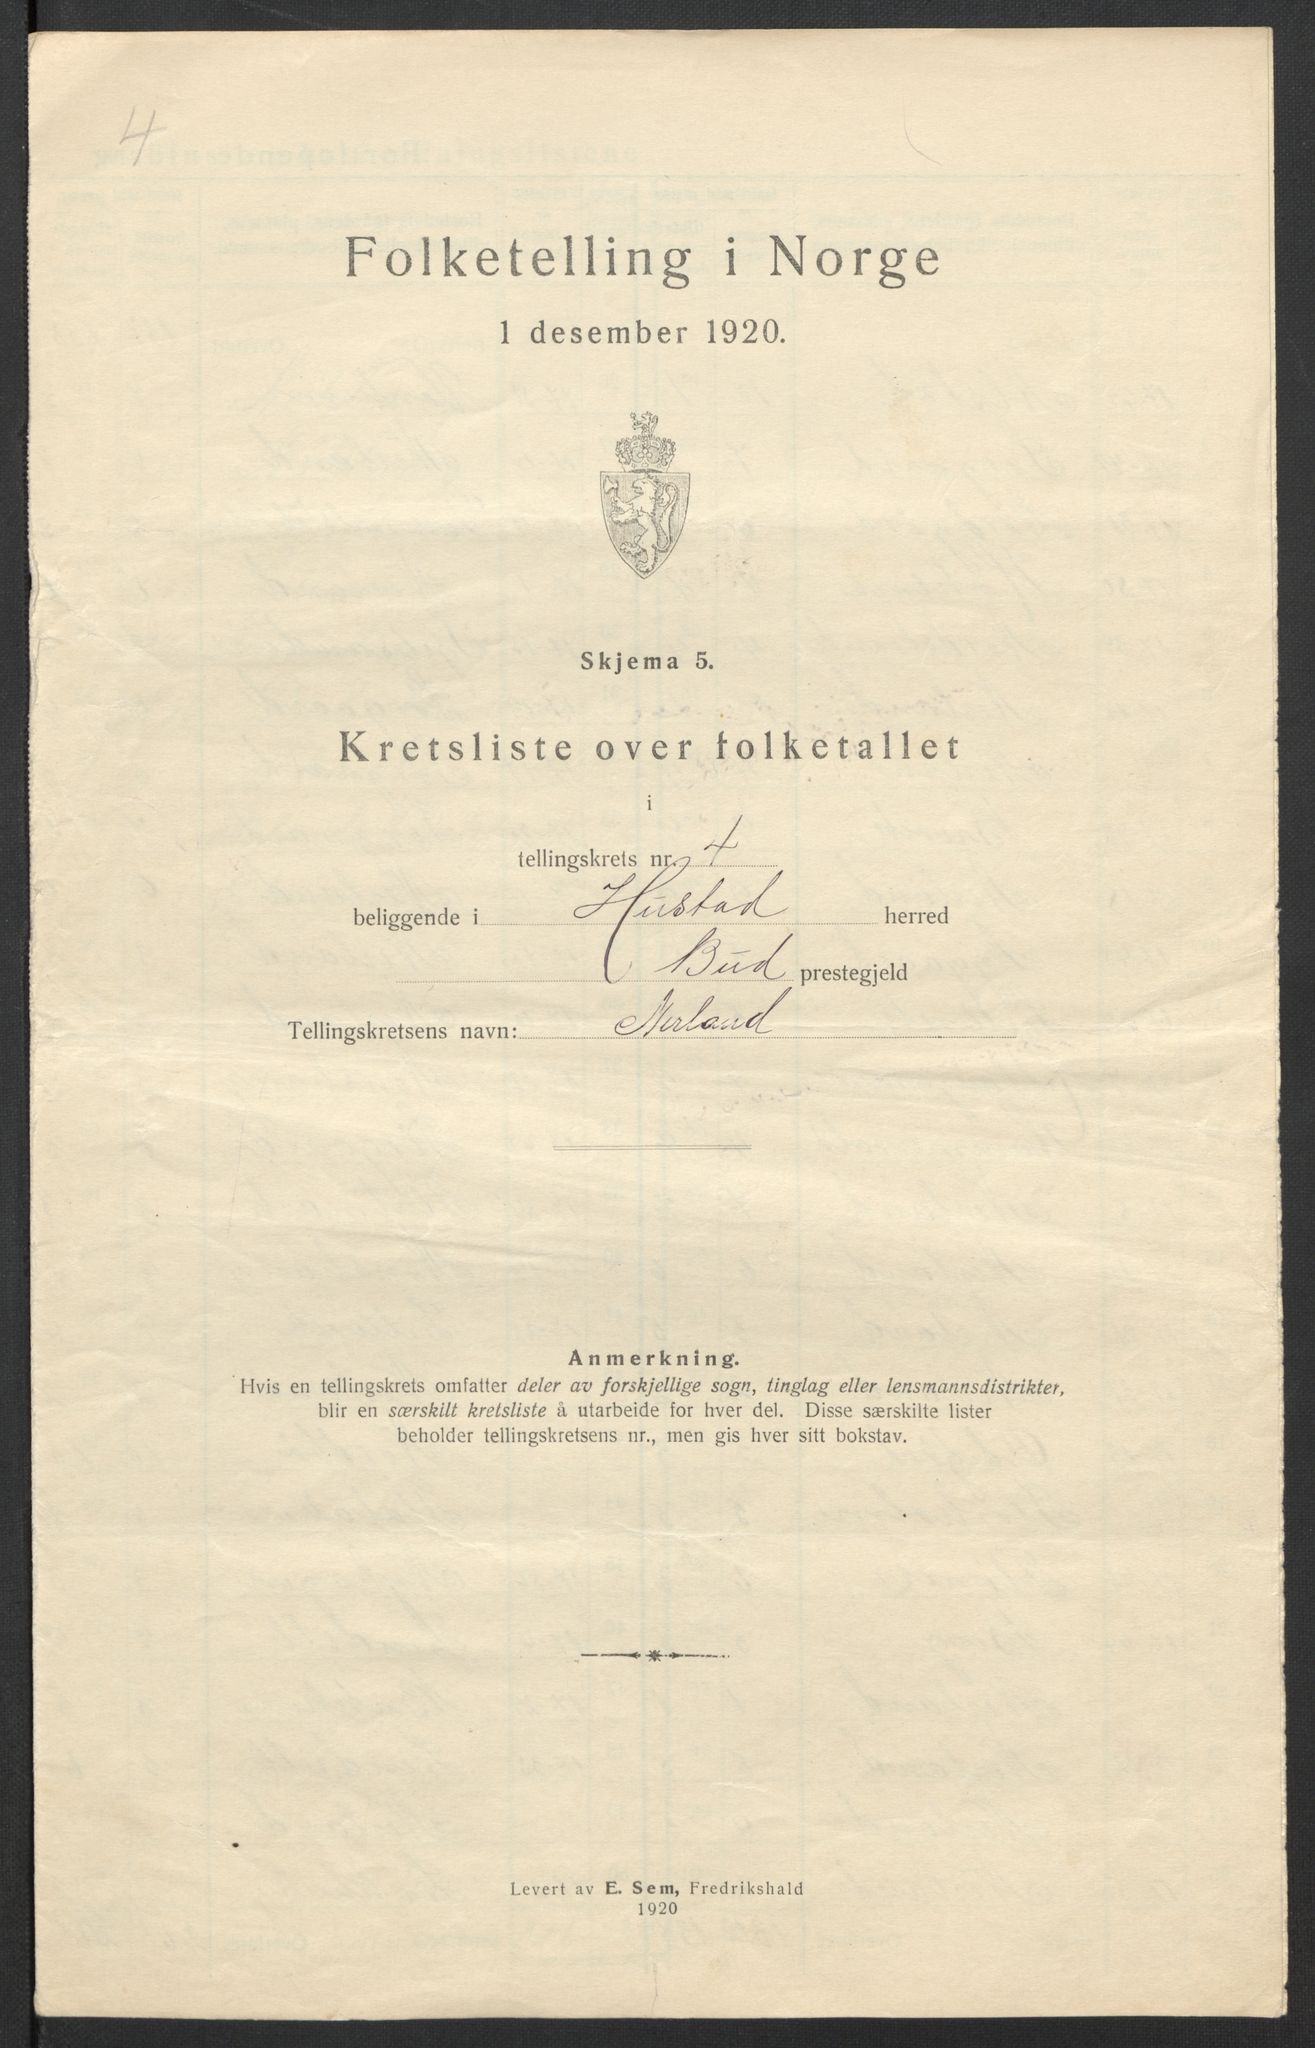 4
Folketelling i Norge
1 desember 1920.
Skjema 5.
Kretsliste over folketallet
i
tellingskrets nr. 4
beliggende i Hustad herred
Bud prestegjeld
Tellingskretsens navn: Nerland
Anmerkning.
Hvis en tellingskrets omfatter deler av forskjellige sogn, tinglag eller lensmannsdistrikter,
blir en særskilt kretsliste å utarbeide for hver del. Disse særskilte lister
beholder tellingskretsens nr., men gis hver sitt bokstav.
Levert av E. Sem, Fredrikshald
1920